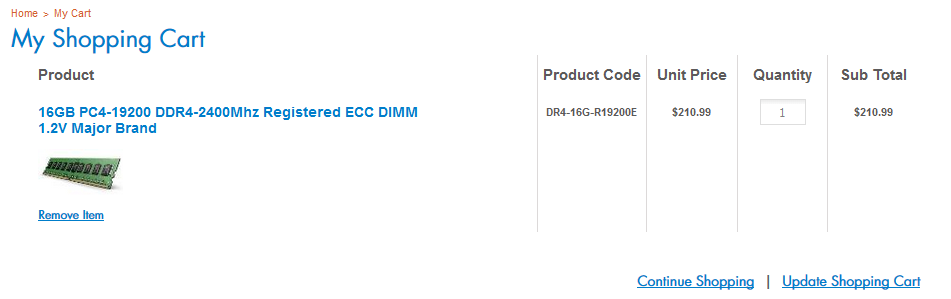 Home > My Cart
My Shopping Cart
Product Product Code Unit Price Quantity Sub Total
16GB PC4-19200 DDR4-2400Mhz Registered ECC DIMM DR4-16G-R19200E $210.99 1 $210.99
1.2V Major Brand
Remove Item
Continue Shopping | Update Shopping Cart